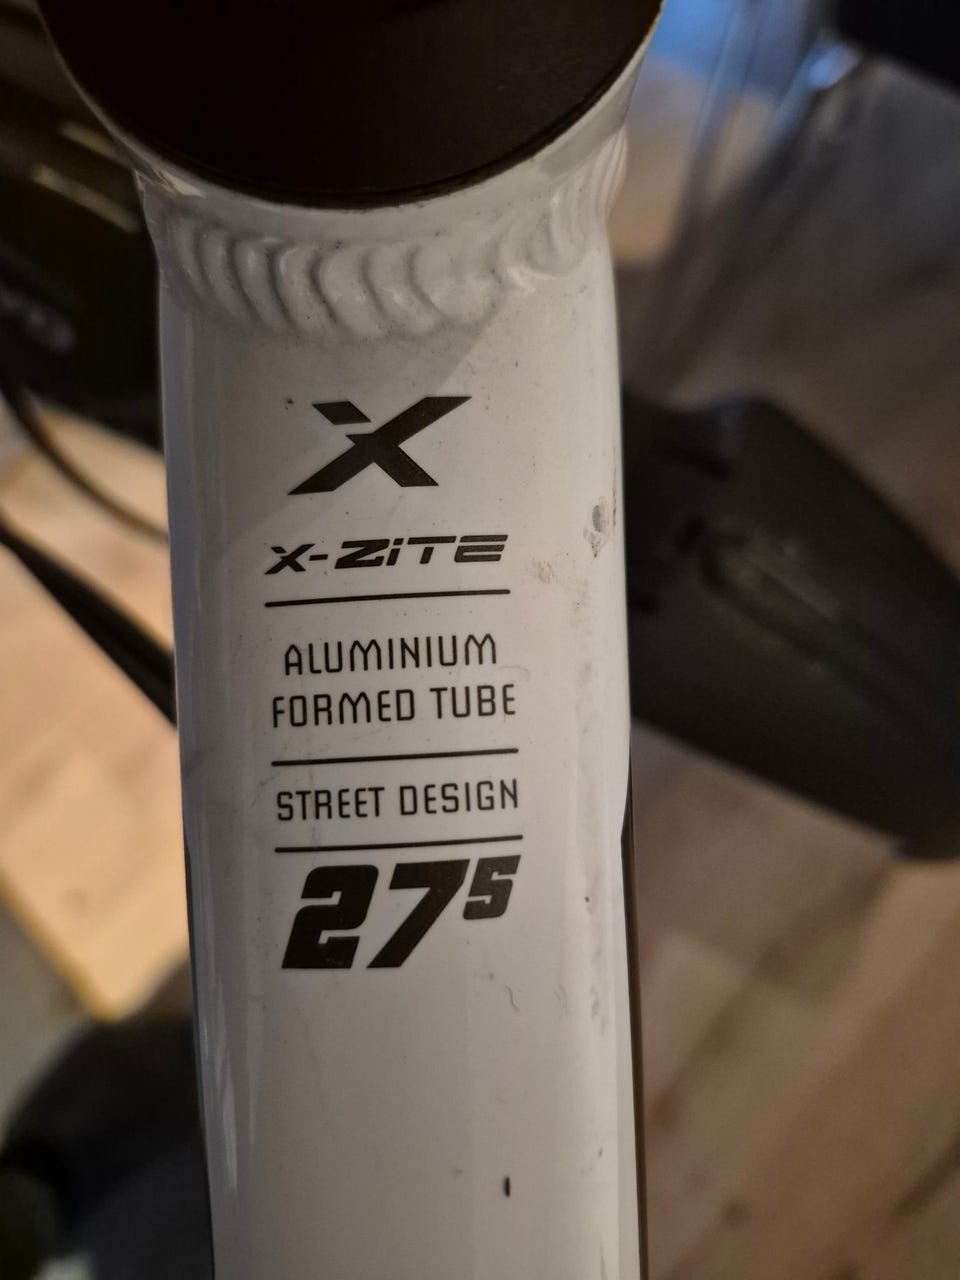 X
X-ZiTE
ALUMINIUM
FORMED TUBE
STREET DESIGN
27⁵